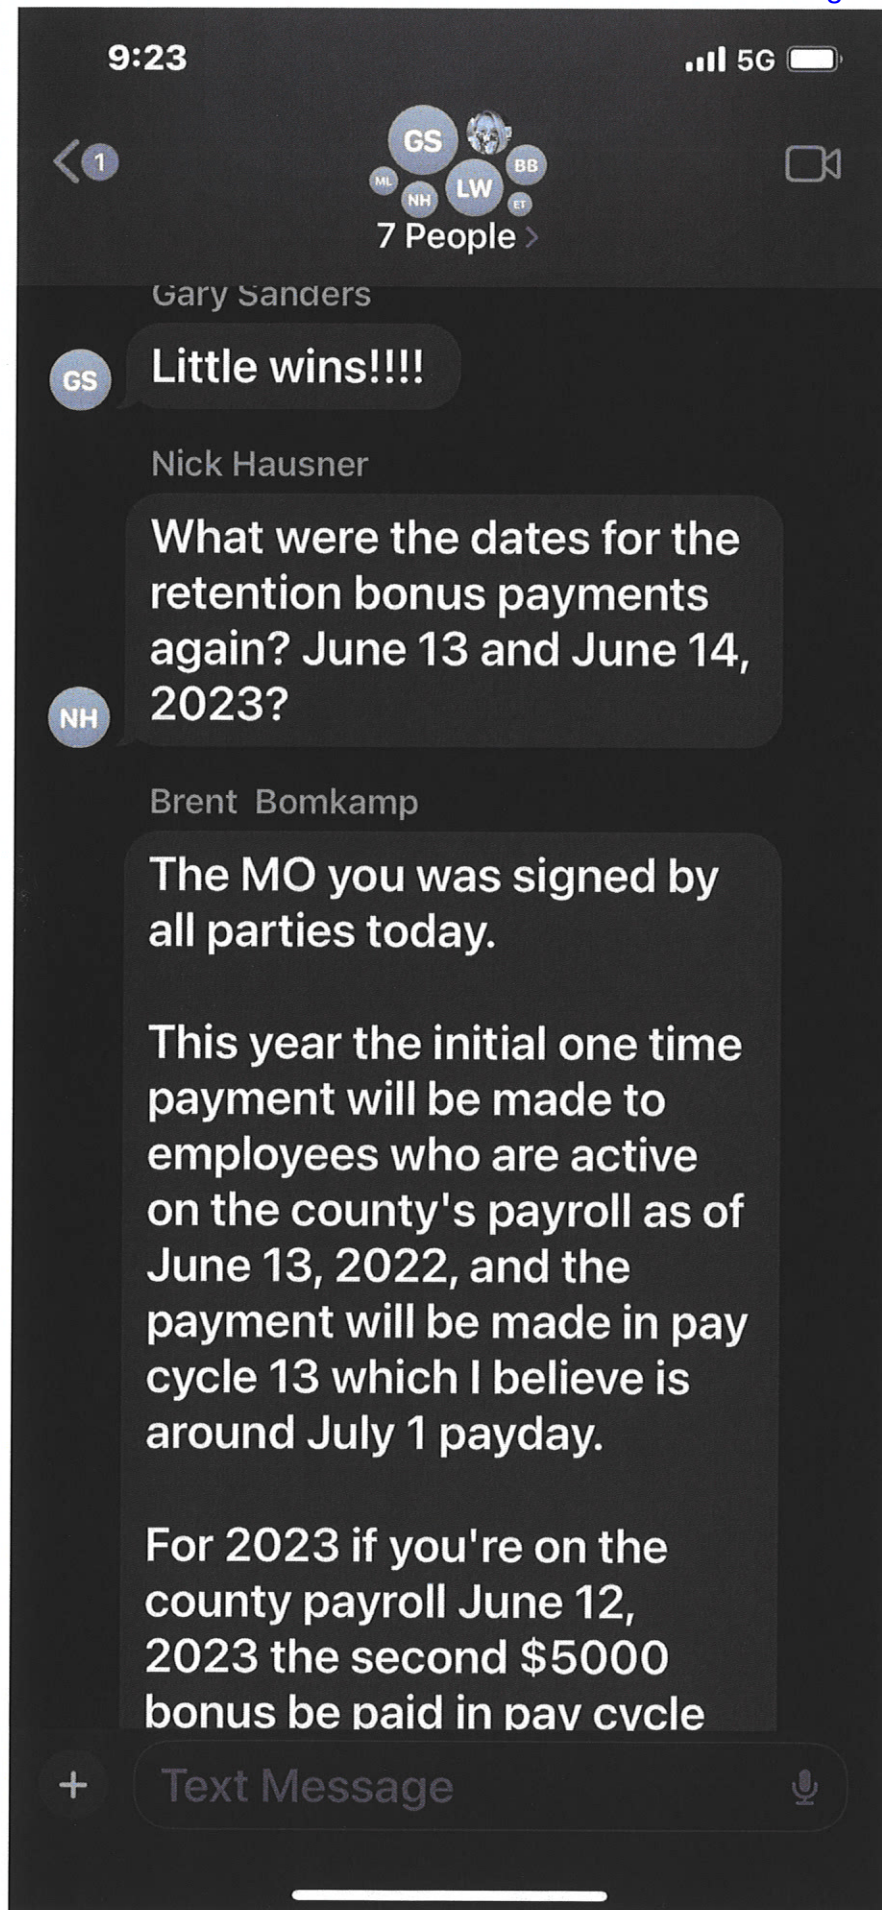 9:23
5G
1
GS
BB
ML
NH
LW
ET
7 People >
Gary Sanders
Little wins!!!!
GS
Nick Hausner
What were the dates for the
retention bonus payments
again? June 13 and June 14,
2023?
NH
Brent Bomkamp
The MO you was signed by
all parties today.
This year the initial one time
payment will be made to
employees who are active
on the county's payroll as of
June 13, 2022, and the
payment will be made in pay
cycle 13 which I believe is
around July 1 payday.
For 2023 if you're on the
county payroll June 12,
2023 the second $5000
bonus be paid in pay cycle
+
Text Message